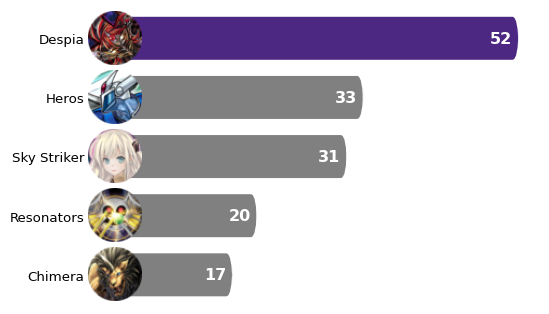 Despia 52
Heros 33
Sky Striker 31
Resonators 20
Chimera 17